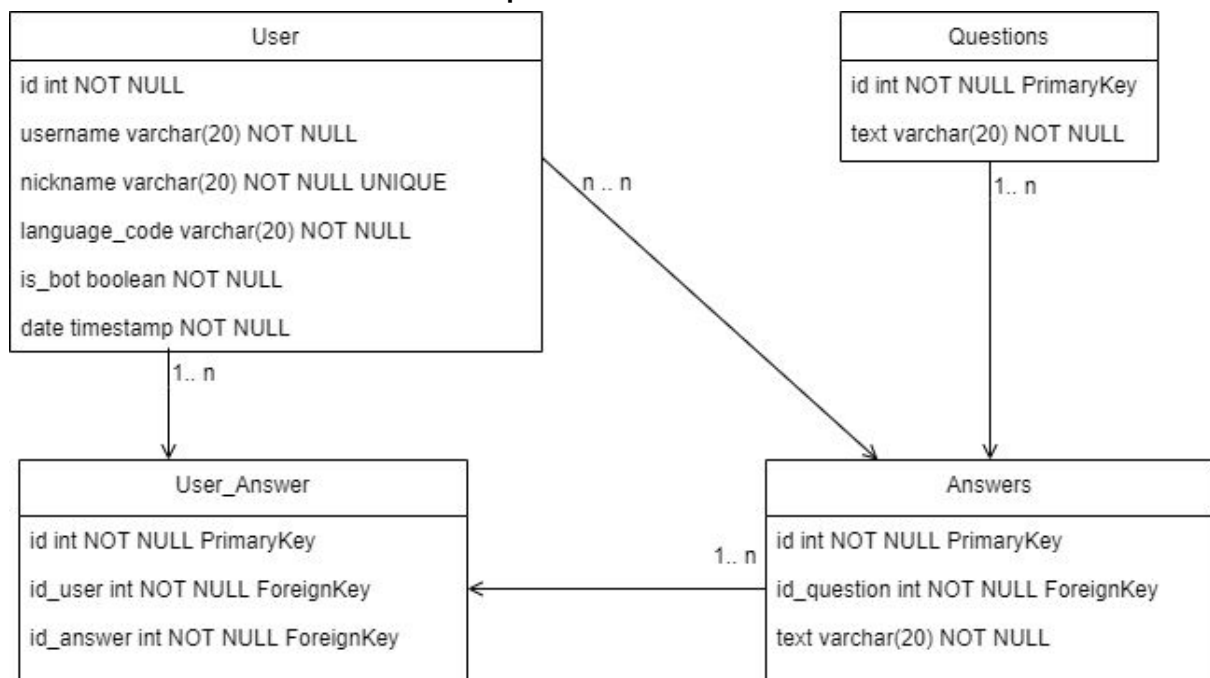 User
id int NOT NULL
username varchar(20) NOT NULL
nickname varchar(20) NOT NULL UNIQUE
language_code varchar(20) NOT NULL
is_bot boolean NOT NULL
date timestamp NOT NULL
Questions
id int NOT NULL PrimaryKey
text varchar(20) NOT NULL
n .. n
1.. n
1.. n
User_Answer
id int NOT NULL PrimaryKey
id_user int NOT NULL ForeignKey
id_answer int NOT NULL ForeignKey
1.. n
Answers
id int NOT NULL PrimaryKey
id_question int NOT NULL ForeignKey
text varchar(20) NOT NULL